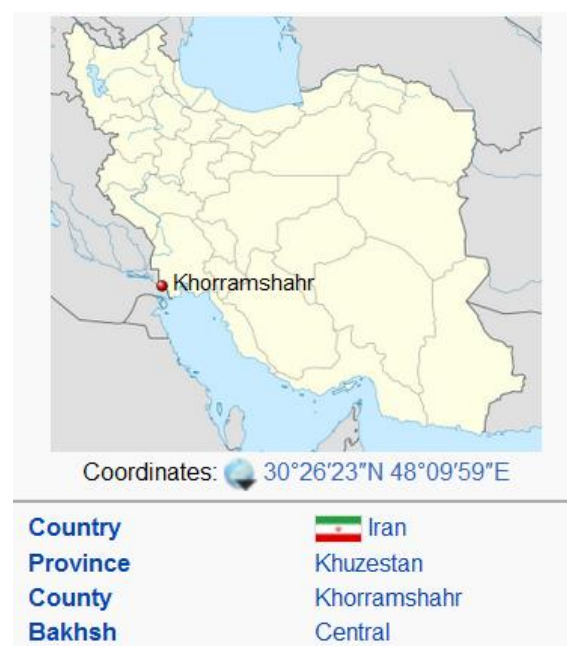 Khorramshahr
Coordinates: 30°26′23″N 48°09′59″E
Country Iran
Province Khuzestan
County Khorramshahr
Bakhsh Central